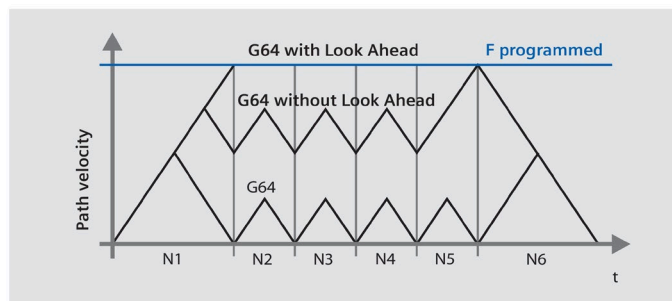 G64 with Look Ahead
F programmed
G64 without Look Ahead
Path velocity
G64
N1
N2
N3
N4
N5
N6
t